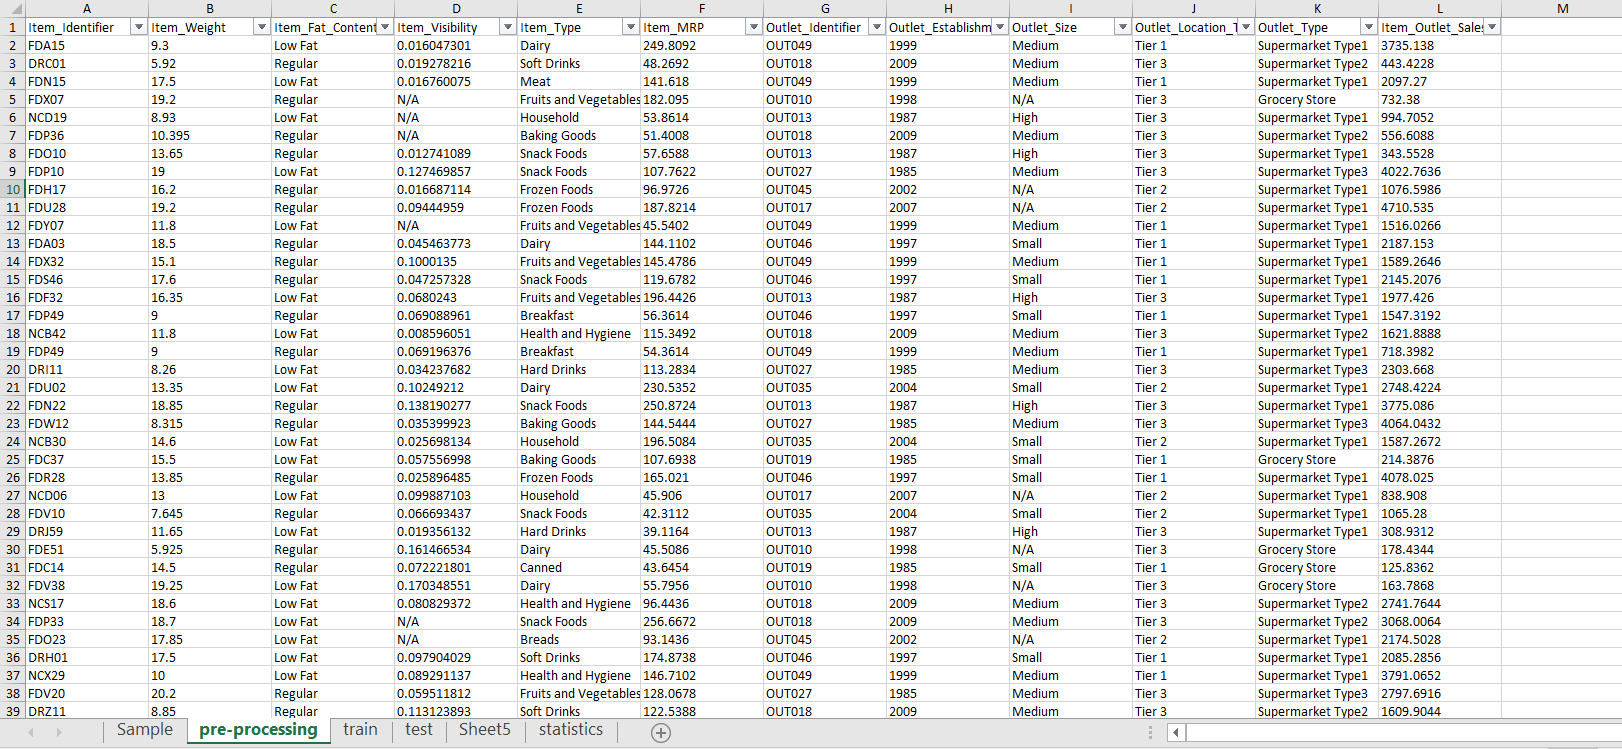 A B C D E F G H I J K L M
1 Item_Identifier Item_Weight Item_Fat_Content Item_Visibility Item_Type Item_MRP Outlet_Identifier Outlet_Establishm Outlet_Size Outlet_Location_T Outlet_Type Item_Outlet_Sales
2 FDA15 9.3 Low Fat 0.016047301 Dairy 249.8092 OUT049 1999 Medium Tier 1 Supermarket Type1 3735.138
3 DRC01 5.92 Regular 0.019278216 Soft Drinks 48.2692 OUT018 2009 Medium Tier 3 Supermarket Type2 443.4228
4 FDN15 17.5 Low Fat 0.016760075 Meat 141.618 OUT049 1999 Medium Tier 1 Supermarket Type1 2097.27
5 FDX07 19.2 Regular N/A Fruits and Vegetables 182.095 OUT010 1998 N/A Tier 3 Grocery Store 732.38
6 NCD19 8.93 Low Fat N/A Household 53.8614 OUT013 1987 High Tier 3 Supermarket Type1 994.7052
7 FDP36 10.395 Regular N/A Baking Goods 51.4008 OUT018 2009 Medium Tier 3 Supermarket Type2 556.6088
8 FDO10 13.65 Regular 0.012741089 Snack Foods 57.6588 OUT013 1987 High Tier 3 Supermarket Type1 343.5528
9 FDP10 19 Low Fat 0.127469857 Snack Foods 107.7622 OUT027 1985 Medium Tier 3 Supermarket Type3 4022.7636
10 FDH17 16.2 Regular 0.016687114 Frozen Foods 96.9726 OUT045 2002 N/A Tier 2 Supermarket Type1 1076.5986
11 FDU28 19.2 Regular 0.09444959 Frozen Foods 187.8214 OUT017 2007 N/A Tier 2 Supermarket Type1 4710.535
12 FDY07 11.8 Low Fat N/A Fruits and Vegetables 45.5402 OUT049 1999 Medium Tier 1 Supermarket Type1 1516.0266
13 FDA03 18.5 Regular 0.045463773 Dairy 144.1102 OUT046 1997 Small Tier 1 Supermarket Type1 2187.153
14 FDX32 15.1 Regular 0.1000135 Fruits and Vegetables 145.4786 OUT049 1999 Medium Tier 1 Supermarket Type1 1589.2646
15 FDS46 17.6 Regular 0.047257328 Snack Foods 119.6782 OUT046 1997 Small Tier 1 Supermarket Type1 2145.2076
16 FDF32 16.35 Low Fat 0.0680243 Fruits and Vegetables 196.4426 OUT013 1987 High Tier 3 Supermarket Type1 1977.426
17 FDP49 9 Regular 0.069088961 Breakfast 56.3614 OUT046 1997 Small Tier 1 Supermarket Type1 1547.3192
18 NCB42 11.8 Low Fat 0.008596051 Health and Hygiene 115.3492 OUT018 2009 Medium Tier 3 Supermarket Type2 1621.8888
19 FDP49 9 Regular 0.069196376 Breakfast 54.3614 OUT049 1999 Medium Tier 1 Supermarket Type1 718.3982
20 DRI11 8.26 Low Fat 0.034237682 Hard Drinks 113.2834 OUT027 1985 Medium Tier 3 Supermarket Type3 2303.668
21 FDU02 13.35 Low Fat 0.10249212 Dairy 230.5352 OUT035 2004 Small Tier 2 Supermarket Type1 2748.4224
22 FDN22 18.85 Regular 0.138190277 Snack Foods 250.8724 OUT013 1987 High Tier 3 Supermarket Type1 3775.086
23 FDW12 8.315 Regular 0.035399923 Baking Goods 144.5444 OUT027 1985 Medium Tier 3 Supermarket Type3 4064.0432
24 NCB30 14.6 Low Fat 0.025698134 Household 196.5084 OUT035 2004 Small Tier 2 Supermarket Type1 1587.2672
25 FDC37 15.5 Low Fat 0.057556998 Baking Goods 107.6938 OUT019 1985 Small Tier 1 Grocery Store 214.3876
26 FDR28 13.85 Regular 0.025896485 Frozen Foods 165.021 OUT046 1997 Small Tier 1 Supermarket Type1 4078.025
27 NCD06 13 Low Fat 0.099887103 Household 45.906 OUT017 2007 N/A Tier 2 Supermarket Type1 838.908
28 FDV10 7.645 Regular 0.066693437 Snack Foods 42.3112 OUT035 2004 Small Tier 2 Supermarket Type1 1065.28
29 DRJ59 11.65 Low Fat 0.019356132 Hard Drinks 39.1164 OUT013 1987 High Tier 3 Supermarket Type1 308.9312
30 FDE51 5.925 Regular 0.161466534 Dairy 45.5086 OUT010 1998 N/A Tier 3 Grocery Store 178.4344
31 FDC14 14.5 Regular 0.072221801 Canned 43.6454 OUT019 1985 Small Tier 1 Grocery Store 125.8362
32 FDV38 19.25 Low Fat 0.170348551 Dairy 55.7956 OUT010 1998 N/A Tier 3 Grocery Store 163.7868
33 NCS17 18.6 Low Fat 0.080829372 Health and Hygiene 96.4436 OUT018 2009 Medium Tier 3 Supermarket Type2 2741.7644
34 FDP33 18.7 Low Fat N/A Snack Foods 256.6672 OUT018 2009 Medium Tier 3 Supermarket Type2 3068.0064
35 FDO23 17.85 Low Fat N/A Breads 93.1436 OUT045 2002 N/A Tier 2 Supermarket Type1 2174.5028
36 DRH01 17.5 Low Fat 0.097904029 Soft Drinks 174.8738 OUT046 1997 Small Tier 1 Supermarket Type1 2085.2856
37 NCX29 10 Low Fat 0.089291137 Health and Hygiene 146.7102 OUT049 1999 Medium Tier 1 Supermarket Type1 3791.0652
38 FDV20 20.2 Regular 0.059511812 Fruits and Vegetables 128.0678 OUT027 1985 Medium Tier 3 Supermarket Type3 2797.6916
39 DRZ11 8.85 Regular 0.113123893 Soft Drinks 122.5388 OUT018 2009 Medium Tier 3 Supermarket Type2 1609.9044
Sample pre-processing train test Sheet5 statistics